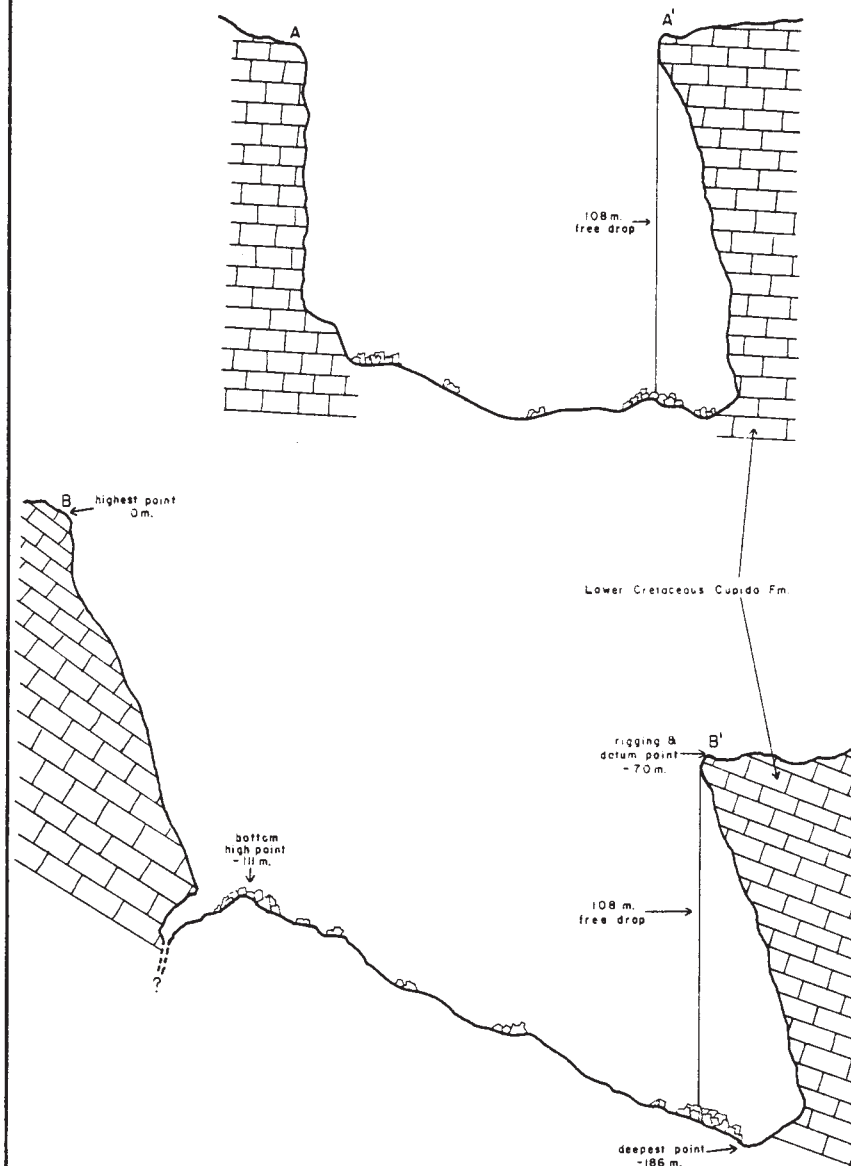 A
A'
108 m.
free drop
B
highest point
0 m.
Lower Cretaceous Cupido Fm.
rigging &
datum point
-70 m.
B'
bottom
high point
-111 m.
108 m.
free drop
?
deepest point
-186 m.